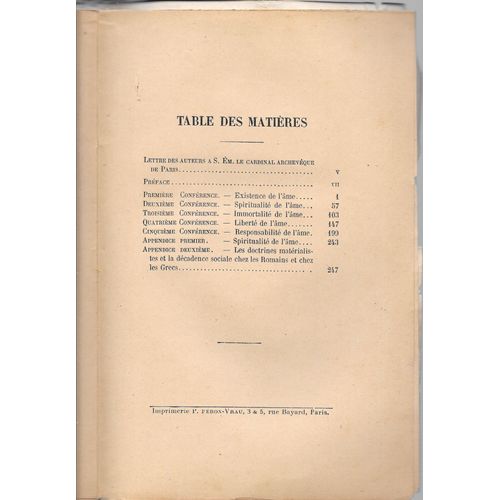 TABLE DES MATIÈRES
LETTRE DES AUTEURS A S. ÉM. LE CARDINAL ARCHEVÊQUE
DE PARIS. . . . . . . . . . . . . . . . . . . . V
PRÉFACE. . . . . . . . . . . . . . . . . . . . VII
PREMIÈRE CONFÉRENCE. — Existence de l'âme..... 1
DEUXIÈME CONFÉRENCE. — Spiritualité de l'âme... 57
TROISIÈME CONFÉRENCE. — Immortalité de l'âme... 103
QUATRIÈME CONFÉRENCE. — Liberté de l'âme..... 147
CINQUIÈME CONFÉRENCE. — Responsabilité de l'âme. 199
APPENDICE PREMIER. — Spiritualité de l'âme.... 243
APPENDICE DEUXIÈME. — Les doctrines matérialis-
tes et la décadence sociale chez les Romains et chez
les Grecs. . . . . . . . . . . . . . . . . . . . 247
Imprimerie P. FERON-VRAU, 3 & 5, rue Bayard, Paris.